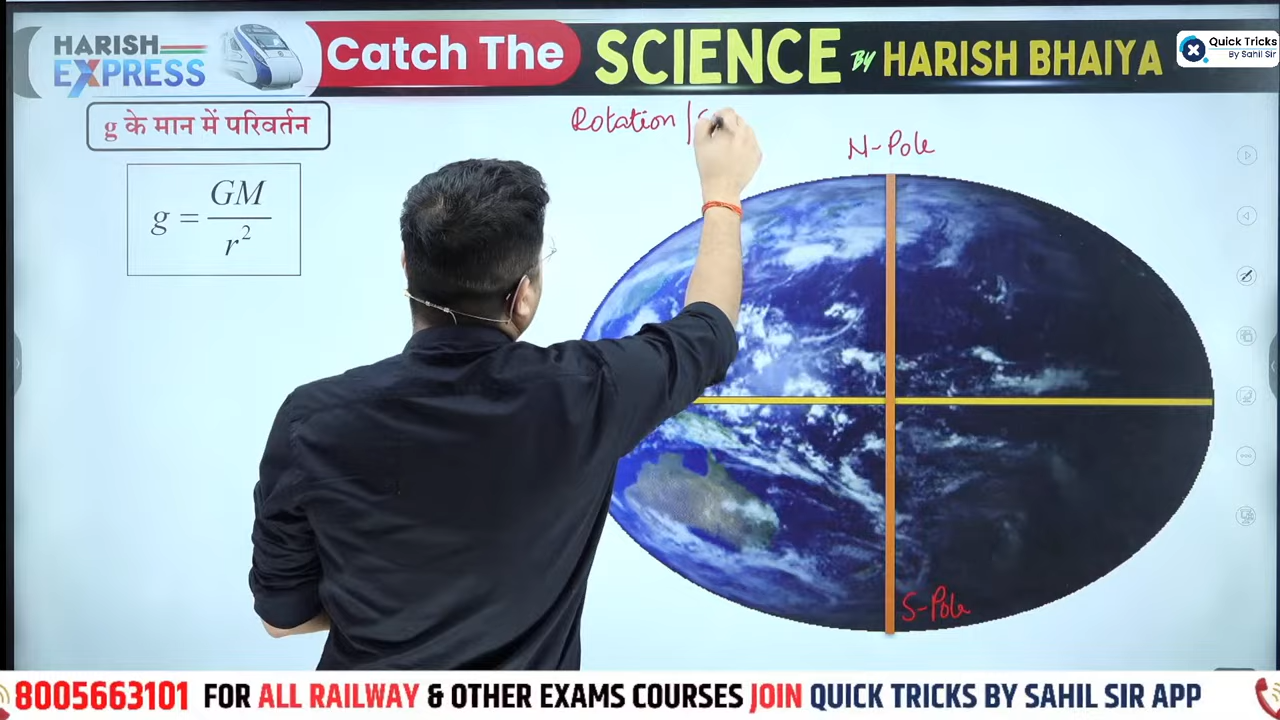 HARISH EXPRESS
Catch The SCIENCE BY HARISH BHAIYA
Quick Tricks
By Sahil Sir
g के मान में परिवर्तन
Rotation |
N-Pole
g = GM / r²
S-Pole
8005663101 FOR ALL RAILWAY & OTHER EXAMS COURSES JOIN QUICK TRICKS BY SAHIL SIR APP